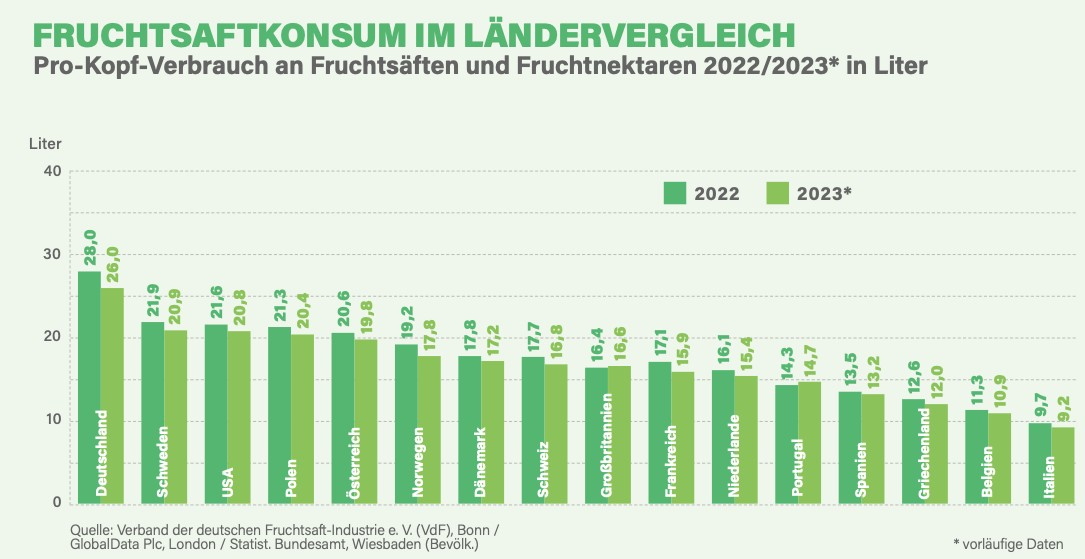 FRUCHTSAFTKONSUM IM LÄNDERVERGLEICH
Pro-Kopf-Verbrauch an Fruchtsäften und Fruchtnektaren 2022/2023* in Liter
Liter
40
30
20
10
0
2022 2023*
28,0 26,0
21,9 20,9
21,6 20,8
21,3 20,4
20,6 19,8
19,2 17,8
17,8 17,2
17,7 16,8
16,4 16,6
17,1 15,9
16,1 15,4
14,3 14,7
13,5 13,2
12,6 12,0
11,3 10,9
9,7 9,2
Deutschland
Schweden
USA
Polen
Österreich
Norwegen
Dänemark
Schweiz
Großbritannien
Frankreich
Niederlande
Portugal
Spanien
Griechenland
Belgien
Italien
Quelle: Verband der deutschen Fruchtsaft-Industrie e. V. (VdF), Bonn /
GlobalData Plc, London / Statist. Bundesamt, Wiesbaden (Bevölk.)
* vorläufige Daten